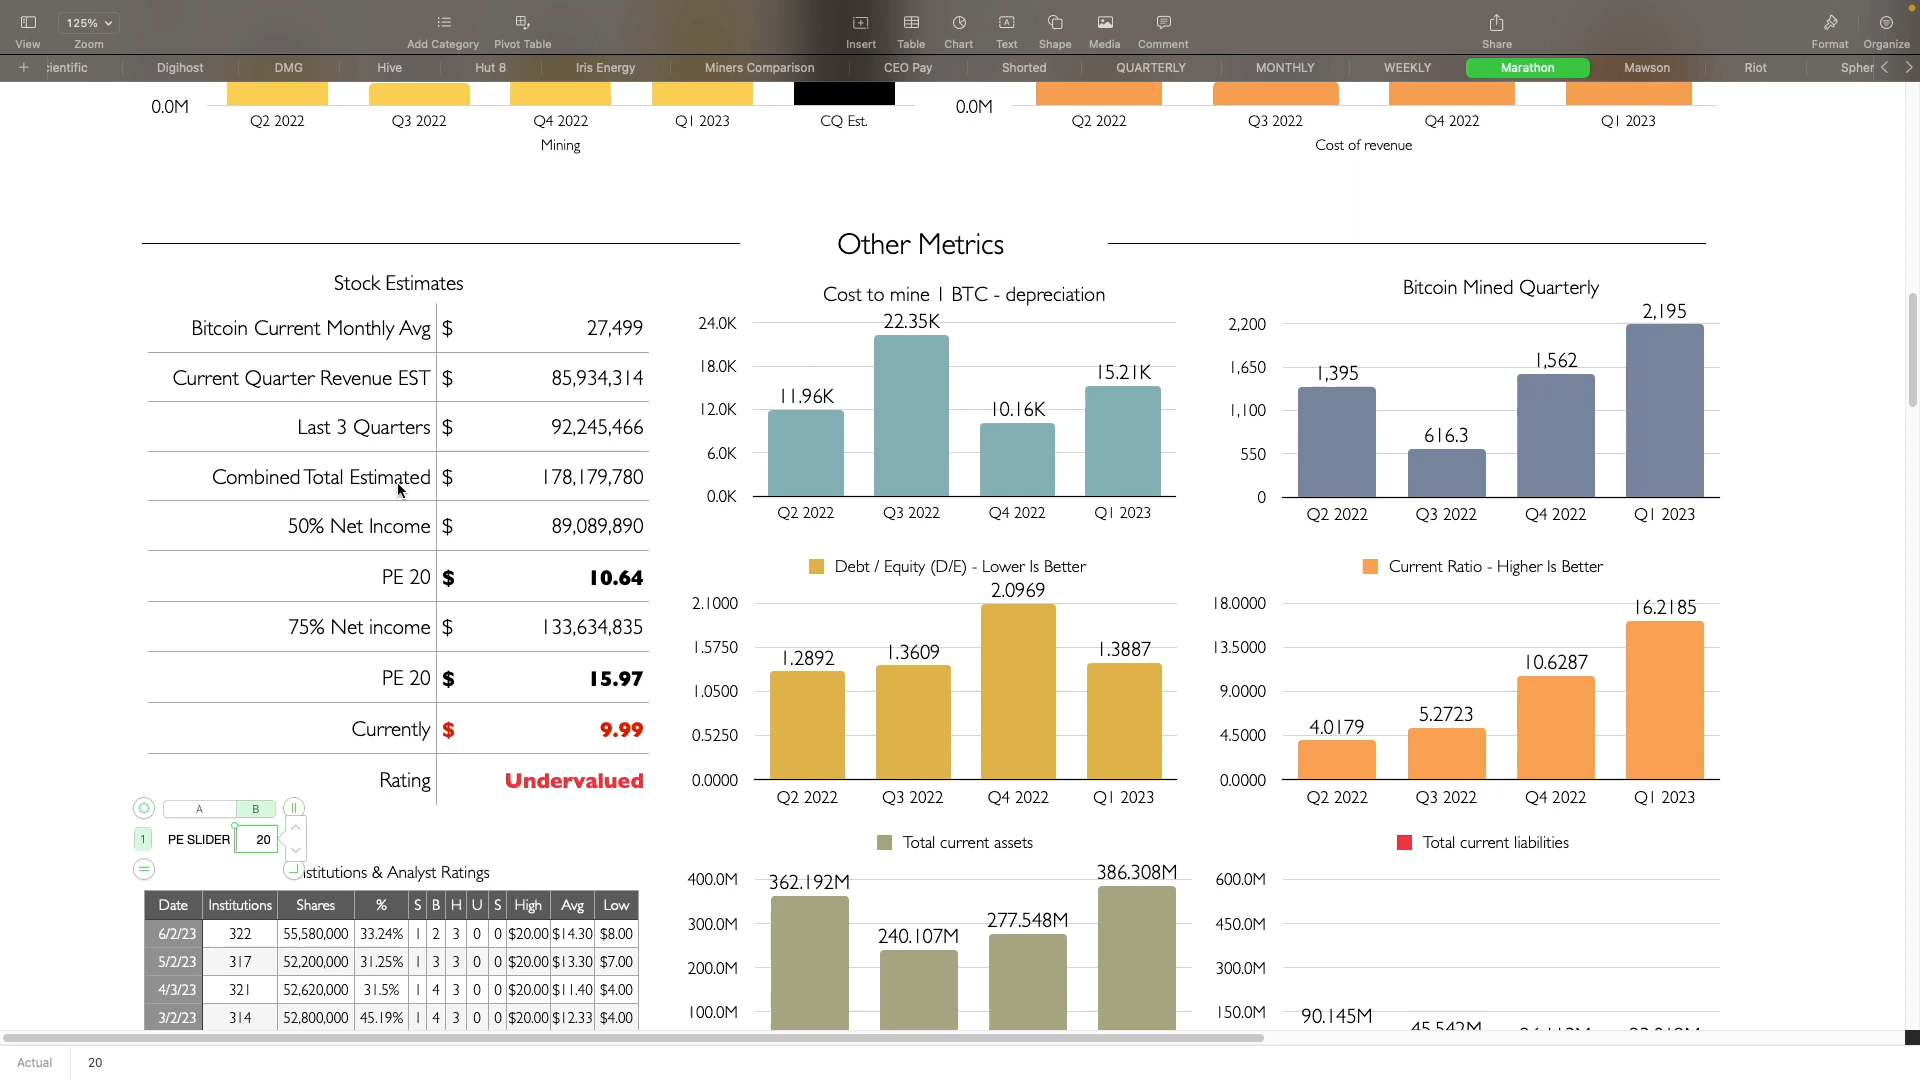 125%
View
Zoom
Add Category
Pivot Table
Insert
Table
Chart
Text
Shape
Media
Comment
Share
Format
Organize
cientific
Digihost
DMG
Hive
Hut 8
Iris Energy
Miners Comparison
CEO Pay
Shorted
QUARTERLY
MONTHLY
WEEKLY
Marathon
Mawson
Riot
Spher
0.0M
Q2 2022 Q3 2022 Q4 2022 Q1 2023 CQ Est.
Mining
0.0M
Q2 2022 Q3 2022 Q4 2022 Q1 2023
Cost of revenue
Other Metrics
Stock Estimates
Bitcoin Current Monthly Avg $ 27,499
Current Quarter Revenue EST $ 85,934,314
Last 3 Quarters $ 92,245,466
Combined Total Estimated $ 178,179,780
50% Net Income $ 89,089,890
PE 20 $ 10.64
75% Net income $ 133,634,835
PE 20 $ 15.97
Currently $ 9.99
Rating Undervalued
A B
1 PE SLIDER 20
Cost to mine 1 BTC - depreciation
24.0K
18.0K
12.0K
6.0K
0.0K
11.96K 22.35K 10.16K 15.21K
Q2 2022 Q3 2022 Q4 2022 Q1 2023
Bitcoin Mined Quarterly
2,200
1,650
1,100
550
0
1,395 616.3 1,562 2,195
Q2 2022 Q3 2022 Q4 2022 Q1 2023
Debt / Equity (D/E) - Lower Is Better
2.1000
1.5750
1.0500
0.5250
0.0000
1.2892 1.3609 2.0969 1.3887
Q2 2022 Q3 2022 Q4 2022 Q1 2023
Current Ratio - Higher Is Better
18.0000
13.5000
9.0000
4.5000
0.0000
4.0179 5.2723 10.6287 16.2185
Q2 2022 Q3 2022 Q4 2022 Q1 2023
stitutions & Analyst Ratings
Date Institutions Shares % S B H U S High Avg Low
6/2/23 322 55,580,000 33.24% 1 2 3 0 0 $20.00 $14.30 $8.00
5/2/23 317 52,200,000 31.25% 1 3 3 0 0 $20.00 $13.30 $7.00
4/3/23 321 52,620,000 31.5% 1 4 3 0 0 $20.00 $11.40 $4.00
3/2/23 314 52,800,000 45.19% 1 4 3 0 0 $20.00 $12.33 $4.00
Total current assets
400.0M
300.0M
200.0M
100.0M
362.192M 240.107M 277.548M 386.308M
Total current liabilities
600.0M
450.0M
300.0M
150.0M
90.145M 45.542M
Actual 20